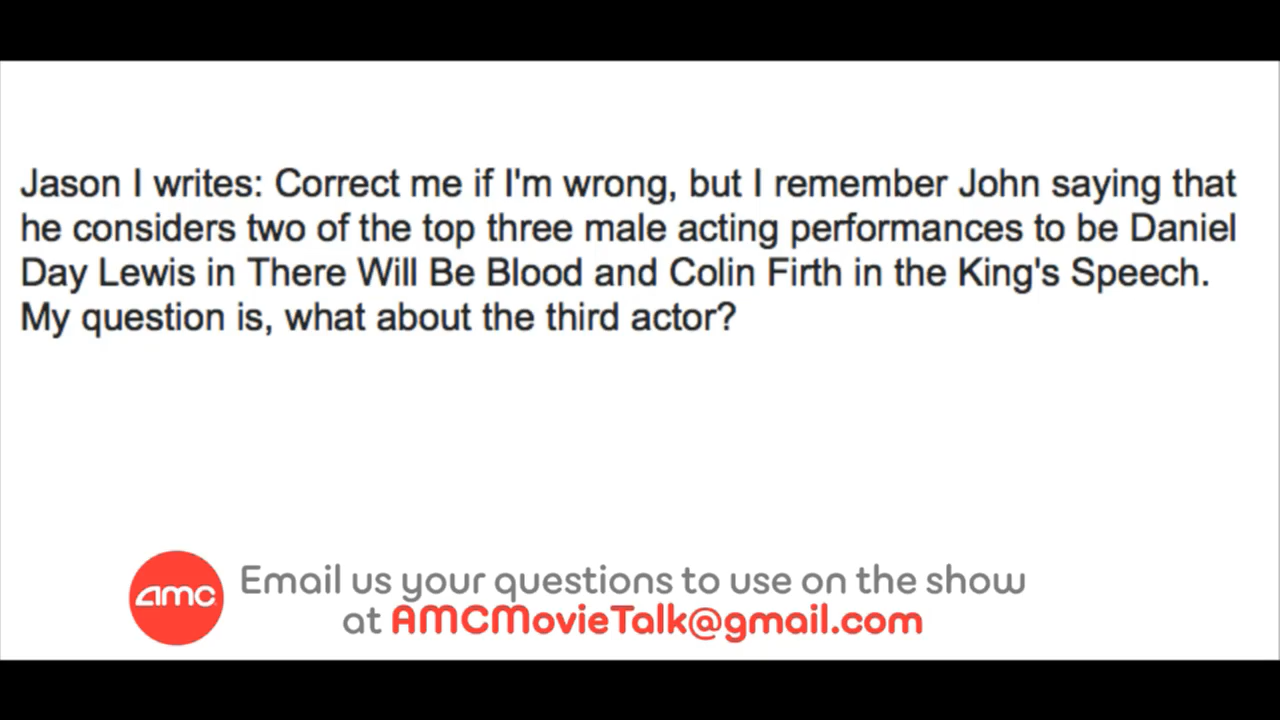 Jason I writes: Correct me if I'm wrong, but I remember John saying that
he considers two of the top three male acting performances to be Daniel
Day Lewis in There Will Be Blood and Colin Firth in the King's Speech.
My question is, what about the third actor?
amc
Email us your questions to use on the show
at AMCMovieTalk@gmail.com